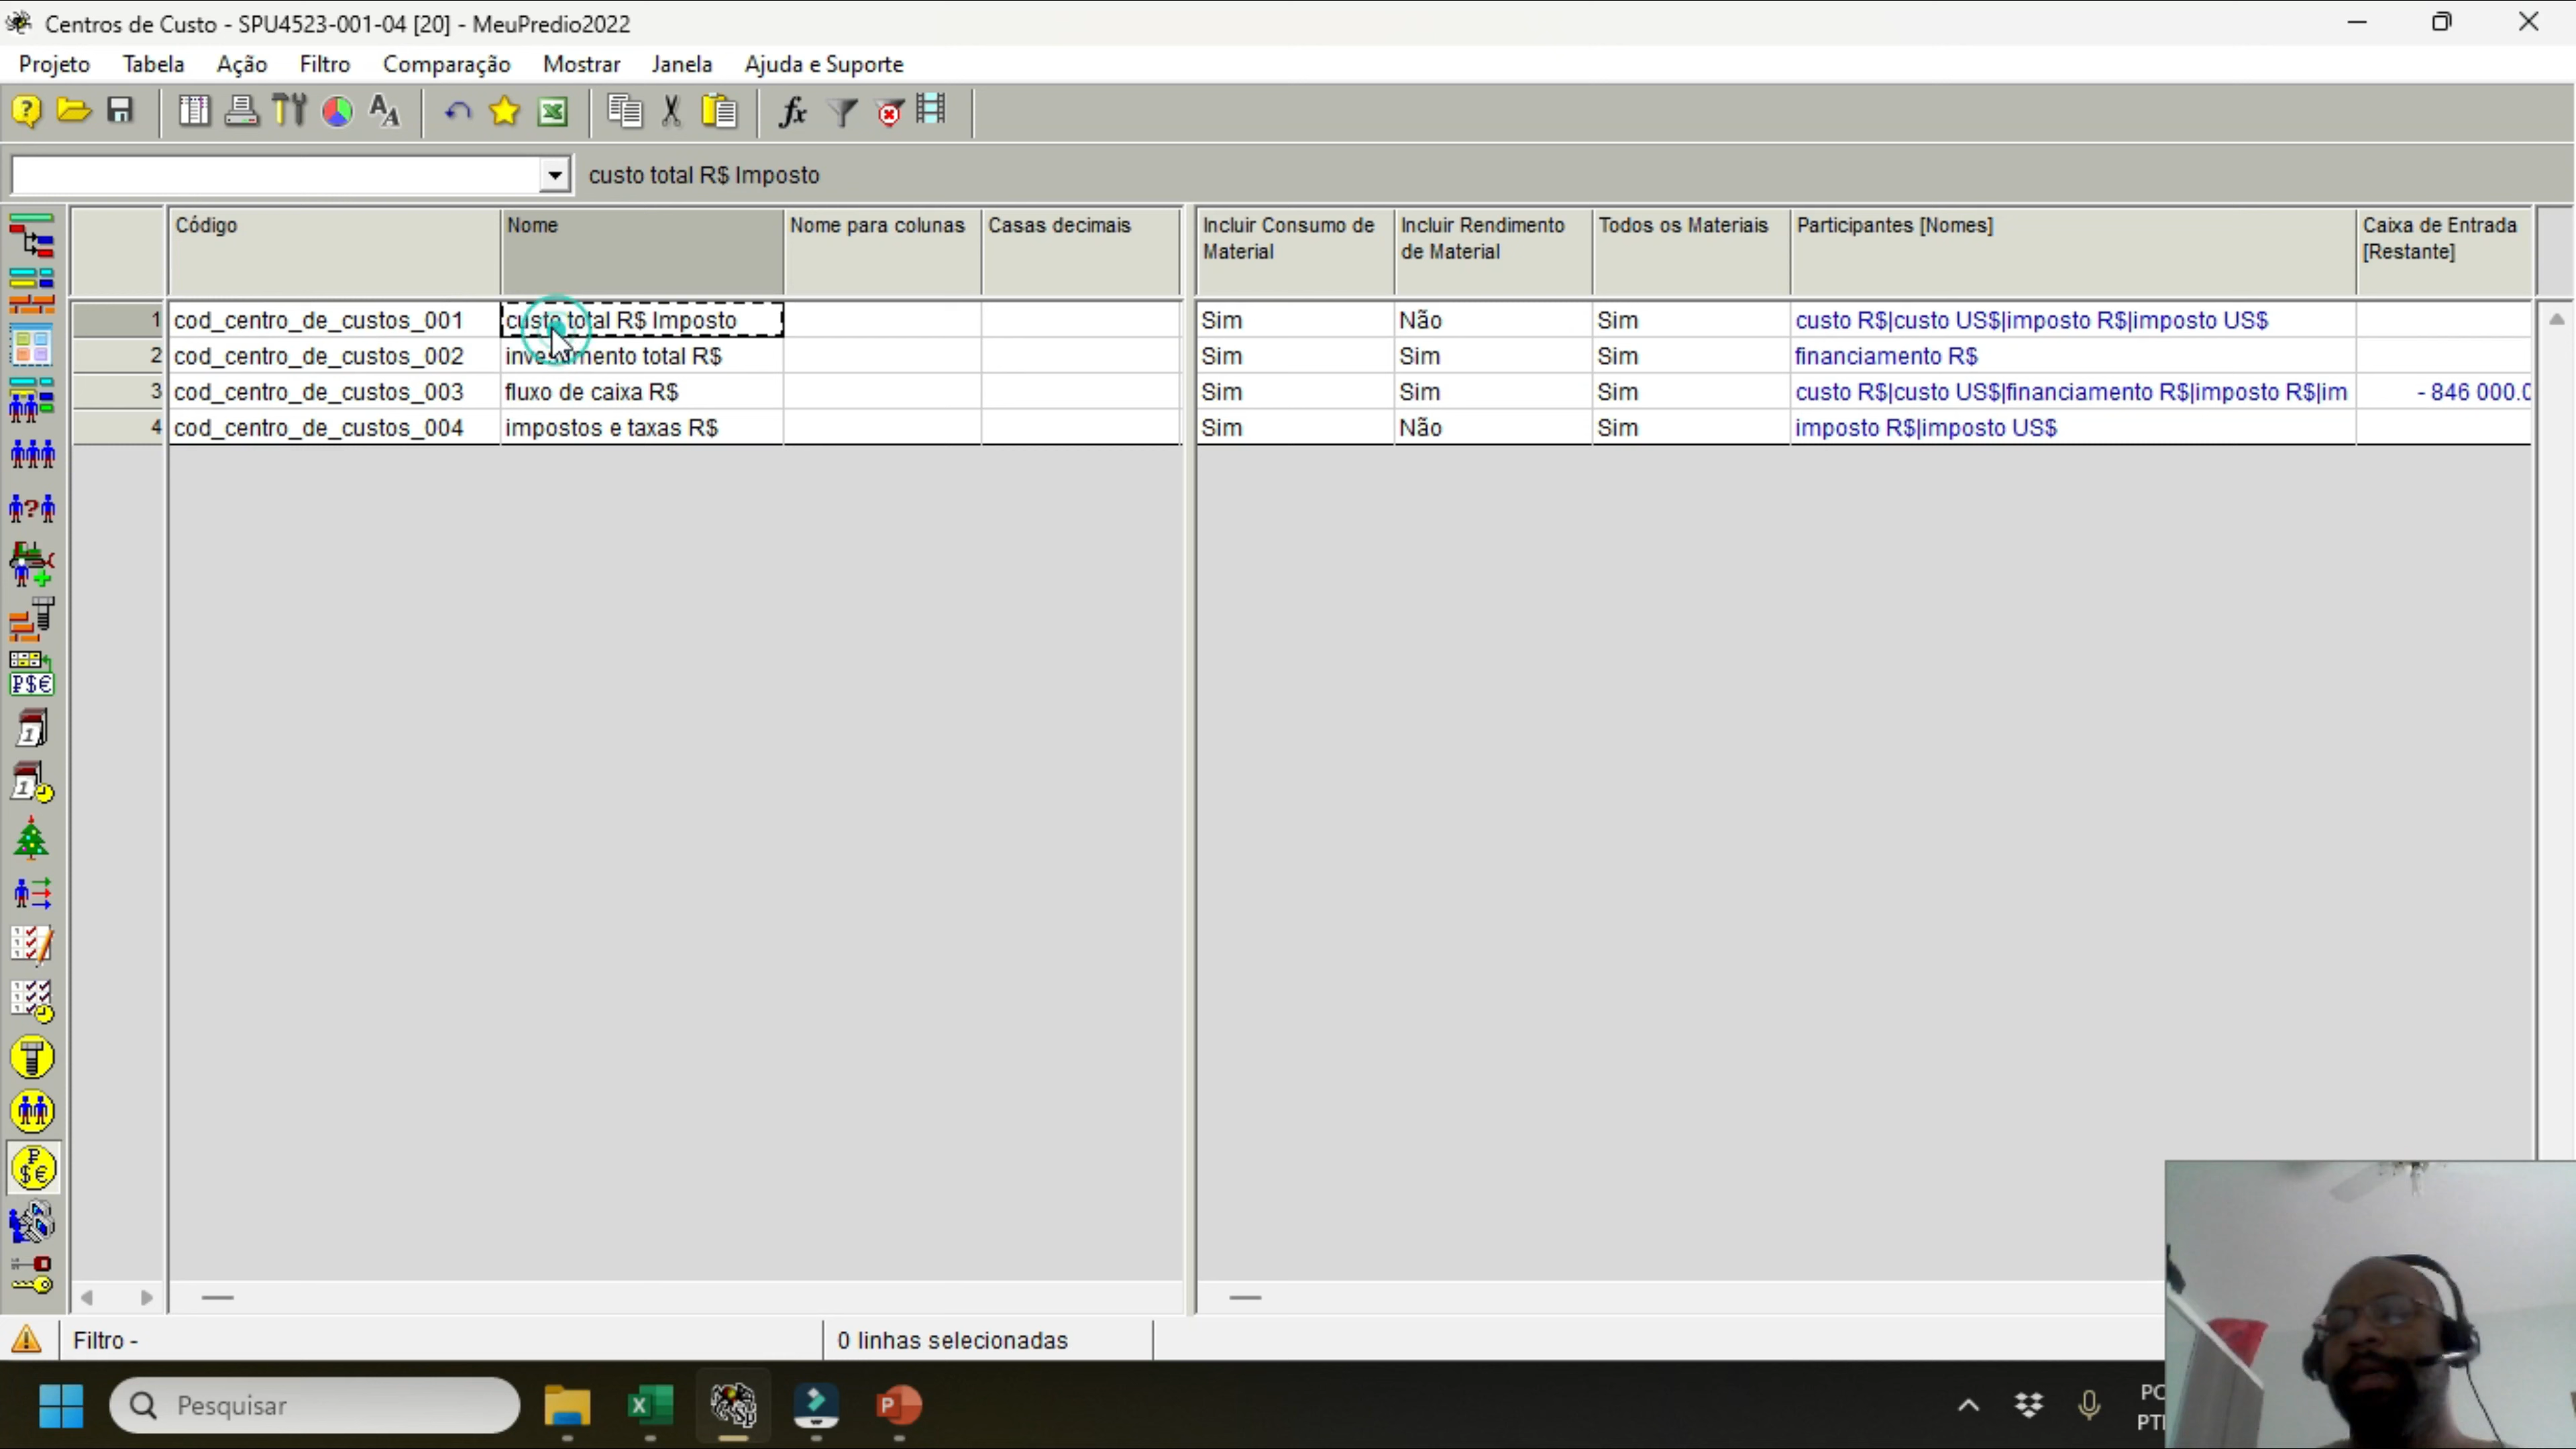 Centros de Custo - SPU4523-001-04 [20] - MeuPredio2022
Projeto Tabela Ação Filtro Comparação Mostrar Janela Ajuda e Suporte
custo total R$ Imposto
Código Nome Nome para colunas Casas decimais Incluir Consumo de Material Incluir Rendimento de Material Todos os Materiais Participantes [Nomes] Caixa de Entrada [Restante]
1 cod_centro_de_custos_001 custo total R$ Imposto Sim Não Sim custo R$|custo US$|imposto R$|imposto US$
2 cod_centro_de_custos_002 investimento total R$ Sim Sim Sim financiamento R$
3 cod_centro_de_custos_003 fluxo de caixa R$ Sim Sim Sim custo R$|custo US$|financiamento R$|imposto R$|im - 846 000.0
4 cod_centro_de_custos_004 impostos e taxas R$ Sim Não Sim imposto R$|imposto US$
Filtro - 0 linhas selecionadas
Pesquisar